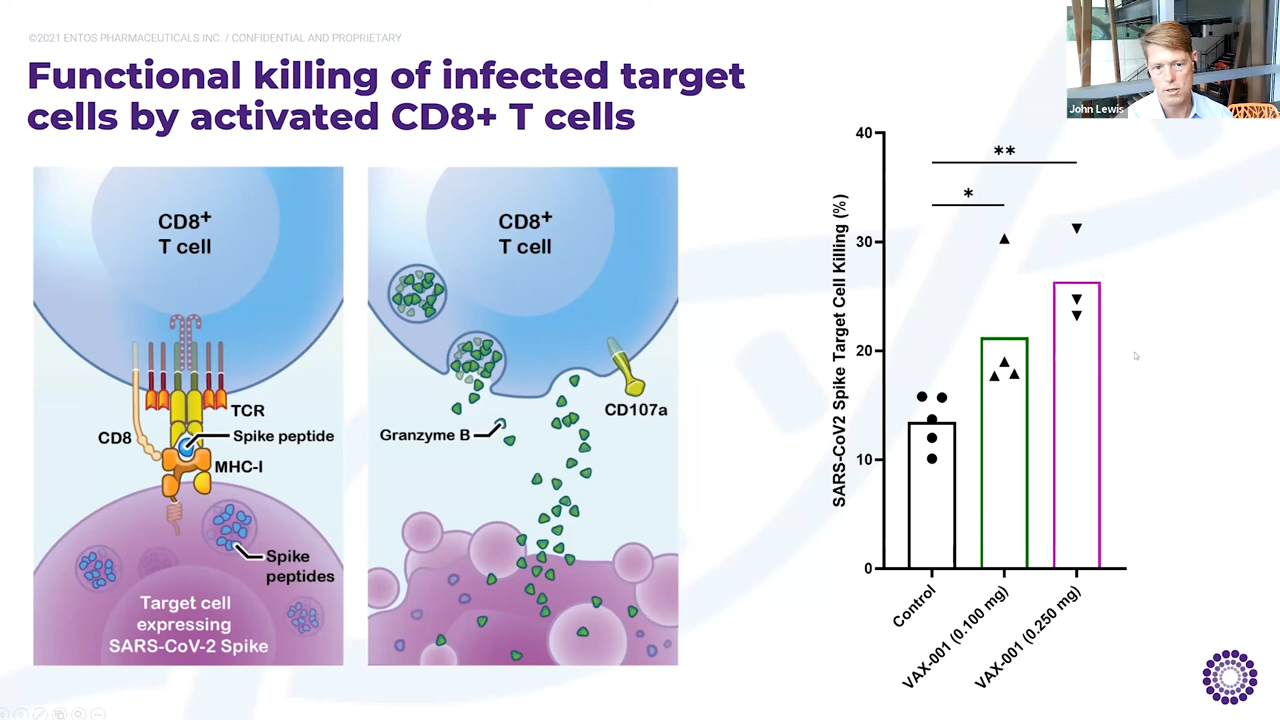 ©2021 ENTOS PHARMACEUTICALS INC. / CONFIDENTIAL AND PROPRIETARY
Functional killing of infected target
cells by activated CD8+ T cells
John Lewis
CD8+
T cell
TCR
CD8
Spike peptide
MHC-I
Spike
peptides
Target cell
expressing
SARS-CoV-2 Spike
CD8+
T cell
CD107a
Granzyme B
SARS-CoV2 Spike Target Cell Killing (%)
40
30
20
10
0
**
*
Control
VAX-001 (0.100 mg)
VAX-001 (0.250 mg)